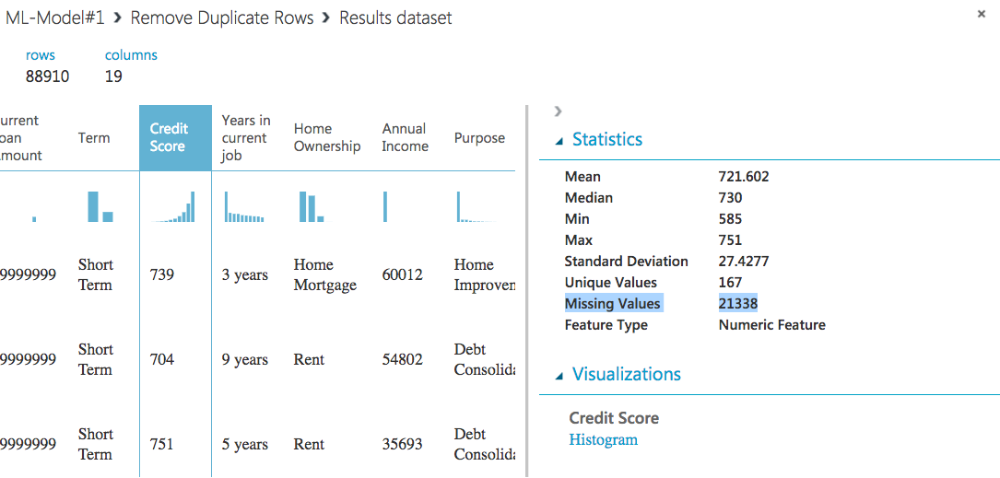 ML-Model#1 > Remove Duplicate Rows > Results dataset
×
rows columns
88910 19
urrent
oan
mount
Term
Credit
Score
Years in
current
job
Home
Ownership
Annual
Income
Purpose
9999999 Short Term 739 3 years Home Mortgage 60012 Home Improvem
9999999 Short Term 704 9 years Rent 54802 Debt Consolida
9999999 Short Term 751 5 years Rent 35693 Debt Consolida
>
Statistics
Mean 721.602
Median 730
Min 585
Max 751
Standard Deviation 27.4277
Unique Values 167
Missing Values 21338
Feature Type Numeric Feature
Visualizations
Credit Score
Histogram